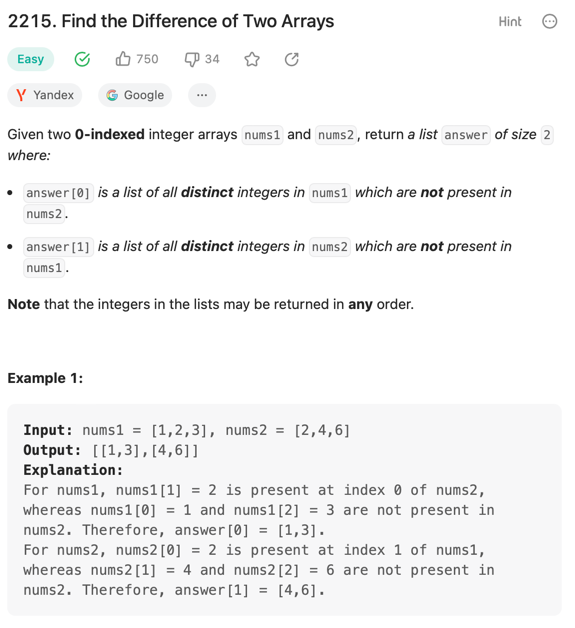 2215. Find the Difference of Two Arrays
Hint
Easy
750
34
Yandex
Google
...
Given two 0-indexed integer arrays nums1 and nums2, return a list answer of size 2
where:
• answer[0] is a list of all distinct integers in nums1 which are not present in
nums2.
• answer[1] is a list of all distinct integers in nums2 which are not present in
nums1.
Note that the integers in the lists may be returned in any order.
Example 1:
Input: nums1 = [1,2,3], nums2 = [2,4,6]
Output: [[1,3],[4,6]]
Explanation:
For nums1, nums1[1] = 2 is present at index 0 of nums2,
whereas nums1[0] = 1 and nums1[2] = 3 are not present in
nums2. Therefore, answer[0] = [1,3].
For nums2, nums2[0] = 2 is present at index 1 of nums1,
whereas nums2[1] = 4 and nums2[2] = 6 are not present in
nums2. Therefore, answer[1] = [4,6].